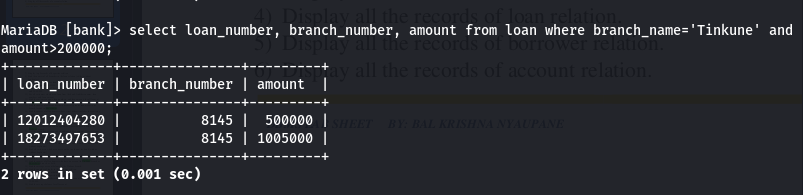 4) Display all the records of loan relation.
MariaDB [bank]> select loan_number, branch_number, amount from loan where branch_name='Tinkune' and
5) Display all the records of borrower relation.
amount>200000;
6) Display all the records of account relation.
+-------------+---------------+---------+
| loan_number | branch_number | amount  |
+-------------+---------------+---------+
| 12012404280 |          8145 |  500000 |
SHEET BY: BAL KRISHNA NYAUPANE
| 18273497653 |          8145 | 1005000 |
+-------------+---------------+---------+
2 rows in set (0.001 sec)